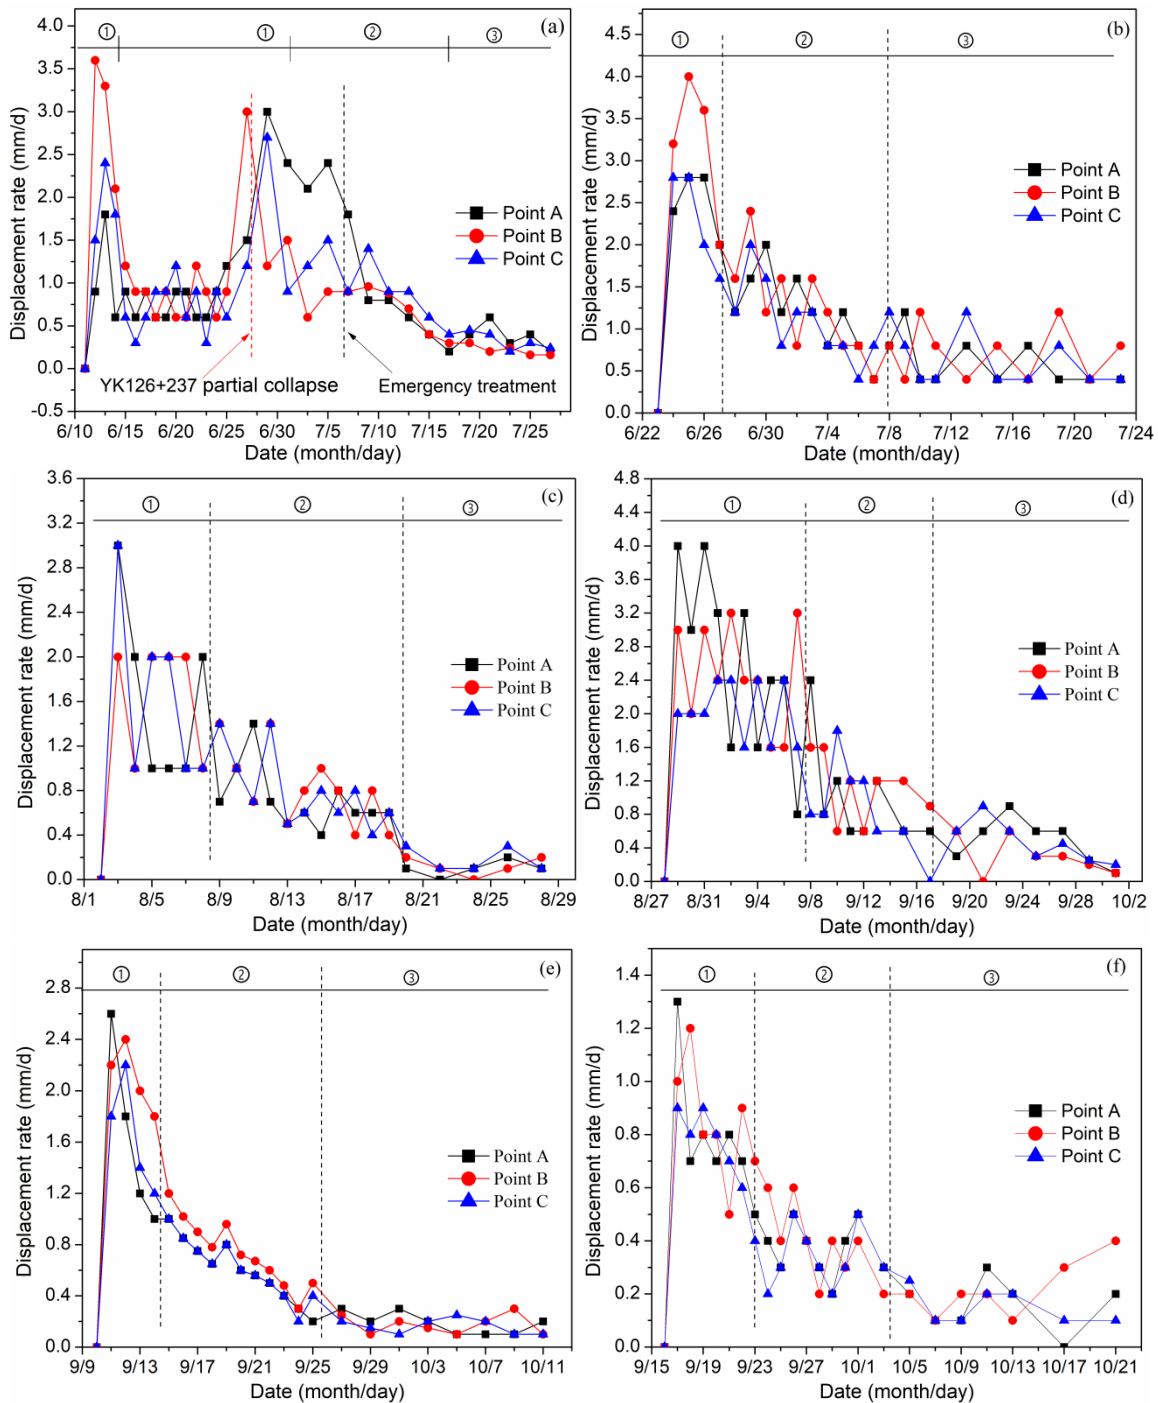 (a)
① ① ② ③
4.0
3.5
3.0
2.5
2.0
1.5
1.0
0.5
0.0
-0.5
Displacement rate (mm/d)
Point A
Point B
Point C
YK126+237 partial collapse
Emergency treatment
6/10 6/15 6/20 6/25 6/30 7/5 7/10 7/15 7/20 7/25
Date (month/day)
(b)
① ② ③
4.5
4.0
3.5
3.0
2.5
2.0
1.5
1.0
0.5
0.0
Displacement rate (mm/d)
Point A
Point B
Point C
6/22 6/26 6/30 7/4 7/8 7/12 7/16 7/20 7/24
Date (month/day)
(c)
① ② ③
3.6
3.2
2.8
2.4
2.0
1.6
1.2
0.8
0.4
0.0
Displacement rate (mm/d)
Point A
Point B
Point C
8/1 8/5 8/9 8/13 8/17 8/21 8/25 8/29
Date (month/day)
(d)
① ② ③
4.8
4.4
4.0
3.6
3.2
2.8
2.4
2.0
1.6
1.2
0.8
0.4
0.0
Displacement rate (mm/d)
Point A
Point B
Point C
8/27 8/31 9/4 9/8 9/12 9/16 9/20 9/24 9/28 10/2
Date (month/day)
(e)
① ② ③
2.8
2.4
2.0
1.6
1.2
0.8
0.4
0.0
Displacement rate (mm/d)
Point A
Point B
Point C
9/9 9/13 9/17 9/21 9/25 9/29 10/3 10/7 10/11
Date (month/day)
(f)
① ② ③
1.4
1.2
1.0
0.8
0.6
0.4
0.2
0.0
Displacement rate (mm/d)
Point A
Point B
Point C
9/15 9/19 9/23 9/27 10/1 10/5 10/9 10/13 10/17 10/21
Date (month/day)